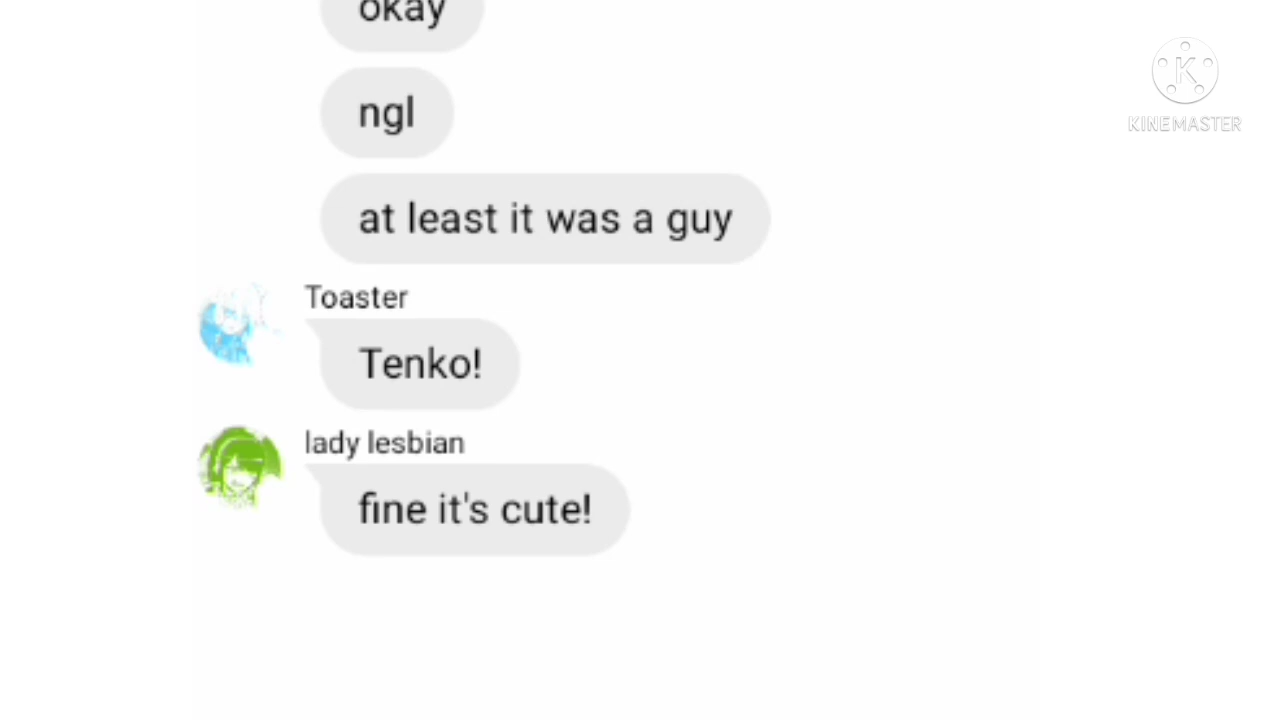 okay
ngl
at least it was a guy
Toaster
Tenko!
lady lesbian
fine it's cute!
K
KINEMASTER